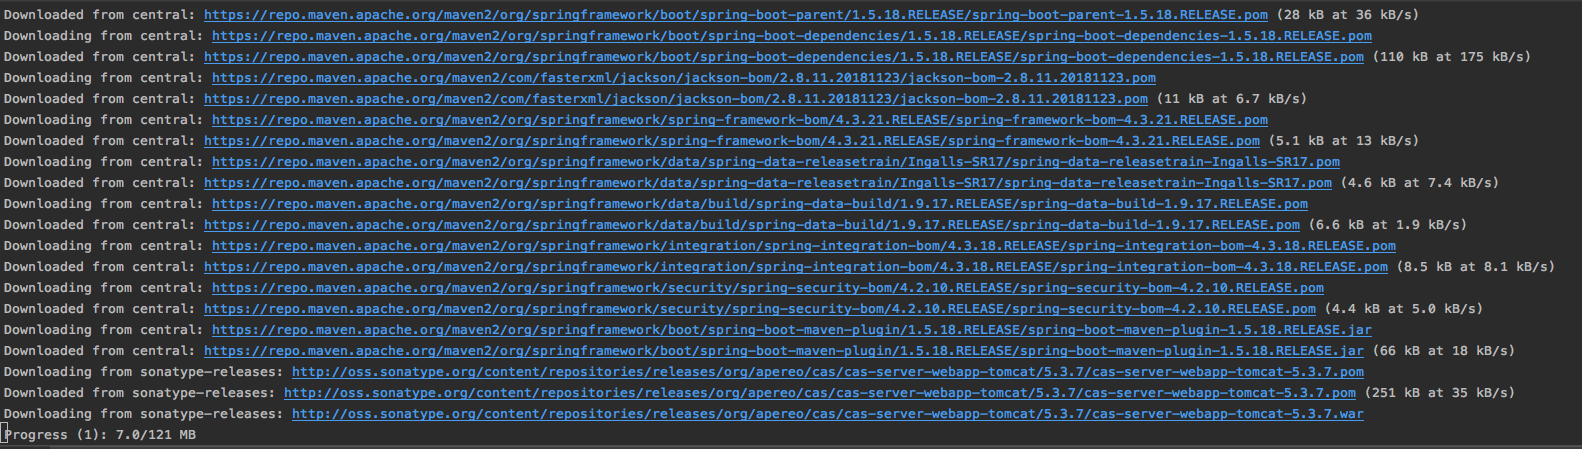 Downloaded from central: https://repo.maven.apache.org/maven2/org/springframework/boot/spring-boot-parent/1.5.18.RELEASE/spring-boot-parent-1.5.18.RELEASE.pom (28 kB at 36 kB/s)
Downloading from central: https://repo.maven.apache.org/maven2/org/springframework/boot/spring-boot-dependencies/1.5.18.RELEASE/spring-boot-dependencies-1.5.18.RELEASE.pom
Downloaded from central: https://repo.maven.apache.org/maven2/org/springframework/boot/spring-boot-dependencies/1.5.18.RELEASE/spring-boot-dependencies-1.5.18.RELEASE.pom (110 kB at 175 kB/s)
Downloading from central: https://repo.maven.apache.org/maven2/com/fasterxml/jackson/jackson-bom/2.8.11.20181123/jackson-bom-2.8.11.20181123.pom
Downloaded from central: https://repo.maven.apache.org/maven2/com/fasterxml/jackson/jackson-bom/2.8.11.20181123/jackson-bom-2.8.11.20181123.pom (11 kB at 6.7 kB/s)
Downloading from central: https://repo.maven.apache.org/maven2/org/springframework/spring-framework-bom/4.3.21.RELEASE/spring-framework-bom-4.3.21.RELEASE.pom
Downloaded from central: https://repo.maven.apache.org/maven2/org/springframework/spring-framework-bom/4.3.21.RELEASE/spring-framework-bom-4.3.21.RELEASE.pom (5.1 kB at 13 kB/s)
Downloading from central: https://repo.maven.apache.org/maven2/org/springframework/data/spring-data-releasetrain/Ingalls-SR17/spring-data-releasetrain-Ingalls-SR17.pom
Downloaded from central: https://repo.maven.apache.org/maven2/org/springframework/data/spring-data-releasetrain/Ingalls-SR17/spring-data-releasetrain-Ingalls-SR17.pom (4.6 kB at 7.4 kB/s)
Downloading from central: https://repo.maven.apache.org/maven2/org/springframework/data/build/spring-data-build/1.9.17.RELEASE/spring-data-build-1.9.17.RELEASE.pom
Downloaded from central: https://repo.maven.apache.org/maven2/org/springframework/data/build/spring-data-build/1.9.17.RELEASE/spring-data-build-1.9.17.RELEASE.pom (6.6 kB at 1.9 kB/s)
Downloading from central: https://repo.maven.apache.org/maven2/org/springframework/integration/spring-integration-bom/4.3.18.RELEASE/spring-integration-bom-4.3.18.RELEASE.pom
Downloaded from central: https://repo.maven.apache.org/maven2/org/springframework/integration/spring-integration-bom/4.3.18.RELEASE/spring-integration-bom-4.3.18.RELEASE.pom (8.5 kB at 8.1 kB/s)
Downloading from central: https://repo.maven.apache.org/maven2/org/springframework/security/spring-security-bom/4.2.10.RELEASE/spring-security-bom-4.2.10.RELEASE.pom
Downloaded from central: https://repo.maven.apache.org/maven2/org/springframework/security/spring-security-bom/4.2.10.RELEASE/spring-security-bom-4.2.10.RELEASE.pom (4.4 kB at 5.0 kB/s)
Downloading from central: https://repo.maven.apache.org/maven2/org/springframework/boot/spring-boot-maven-plugin/1.5.18.RELEASE/spring-boot-maven-plugin-1.5.18.RELEASE.jar
Downloaded from central: https://repo.maven.apache.org/maven2/org/springframework/boot/spring-boot-maven-plugin/1.5.18.RELEASE/spring-boot-maven-plugin-1.5.18.RELEASE.jar (66 kB at 18 kB/s)
Downloading from sonatype-releases: http://oss.sonatype.org/content/repositories/releases/org/apereo/cas/cas-server-webapp-tomcat/5.3.7/cas-server-webapp-tomcat-5.3.7.pom
Downloaded from sonatype-releases: http://oss.sonatype.org/content/repositories/releases/org/apereo/cas/cas-server-webapp-tomcat/5.3.7/cas-server-webapp-tomcat-5.3.7.pom (251 kB at 35 kB/s)
Downloading from sonatype-releases: http://oss.sonatype.org/content/repositories/releases/org/apereo/cas/cas-server-webapp-tomcat/5.3.7/cas-server-webapp-tomcat-5.3.7.war
Progress (1): 7.0/121 MB